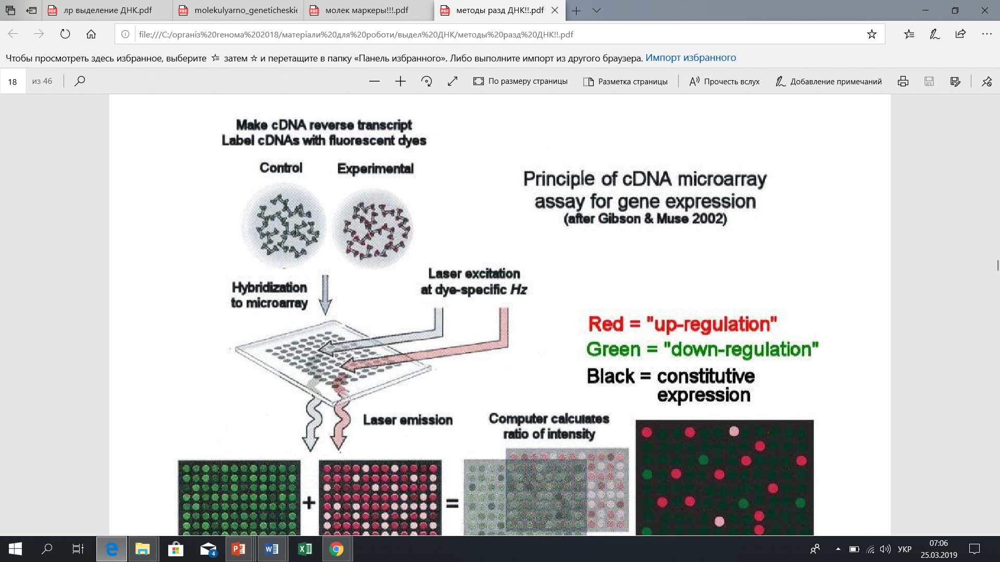 лр выделение ДНК.pdf
molekulyarno_geneticheskie
молек маркеры!!!.pdf
методы разд ДНК!!.pdf
file:///C:/організ%20генома%202018/матеріали%20для%20роботи/выдел%20ДНК/методы%20разд%20ДНК!!.pdf
Чтобы просмотреть здесь избранное, выберите затем и перетащите в папку «Панель избранного». Либо выполните импорт из другого браузера. Импорт избранного
18 из 46
По размеру страницы
Разметка страницы
Прочесть вслух
Добавление примечаний
Make cDNA reverse transcript
Label cDNAs with fluorescent dyes
Control
Experimental
Principle of cDNA microarray
assay for gene expression
(after Gibson & Muse 2002)
Hybridization
to microarray
Laser excitation
at dye-specific Hz
Red = "up-regulation"
Green = "down-regulation"
Black = constitutive
expression
Laser emission
Computer calculates
ratio of intensity
+
=
4
УКР
07:06
25.03.2019